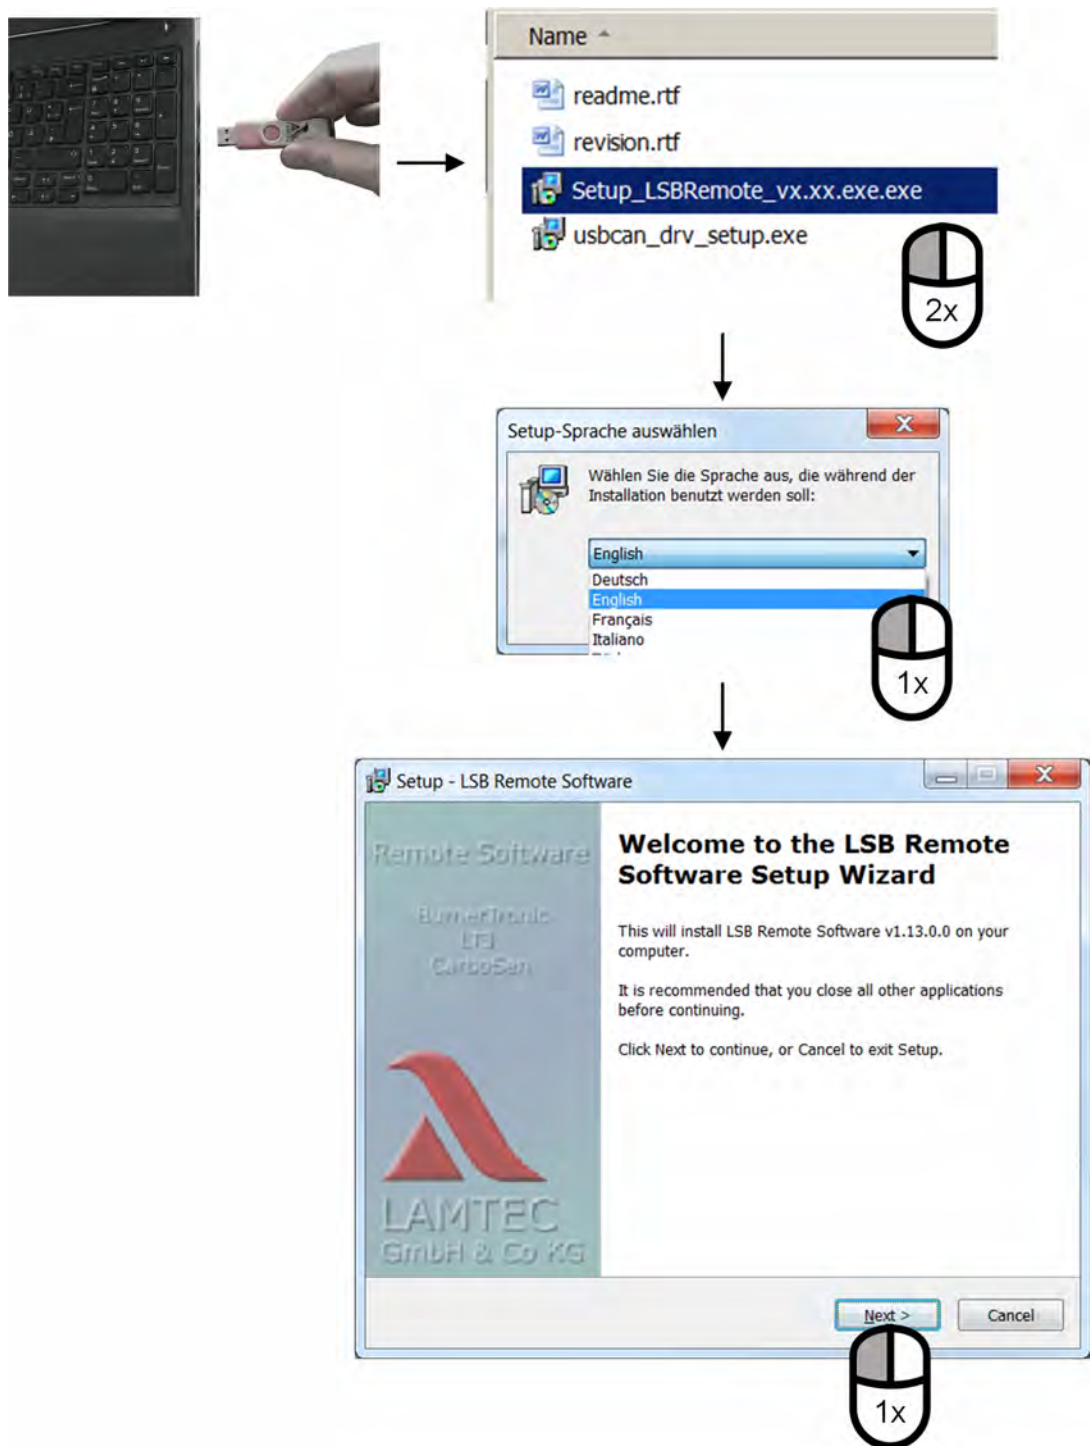 Name
readme.rtf
revision.rtf
Setup_LSBRemote_vx.xx.exe.exe
usbcan_drv_setup.exe
2x
Setup-Sprache auswählen
Wählen Sie die Sprache aus, die während der
Installation benutzt werden soll:
English
Deutsch
English
Français
Italiano
1x
Setup - LSB Remote Software
Remote Software
BurnerTronic
LT3
CarboSen
LAMTEC
GmbH & Co KG
Welcome to the LSB Remote
Software Setup Wizard
This will install LSB Remote Software v1.13.0.0 on your
computer.
It is recommended that you close all other applications
before continuing.
Click Next to continue, or Cancel to exit Setup.
Next >
Cancel
1x